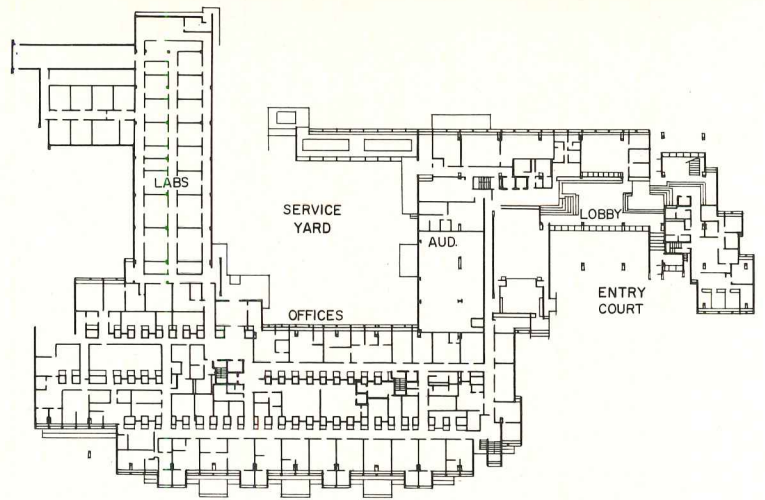 LABS
SERVICE
YARD
LOBBY
AUD.
ENTRY
COURT
OFFICES